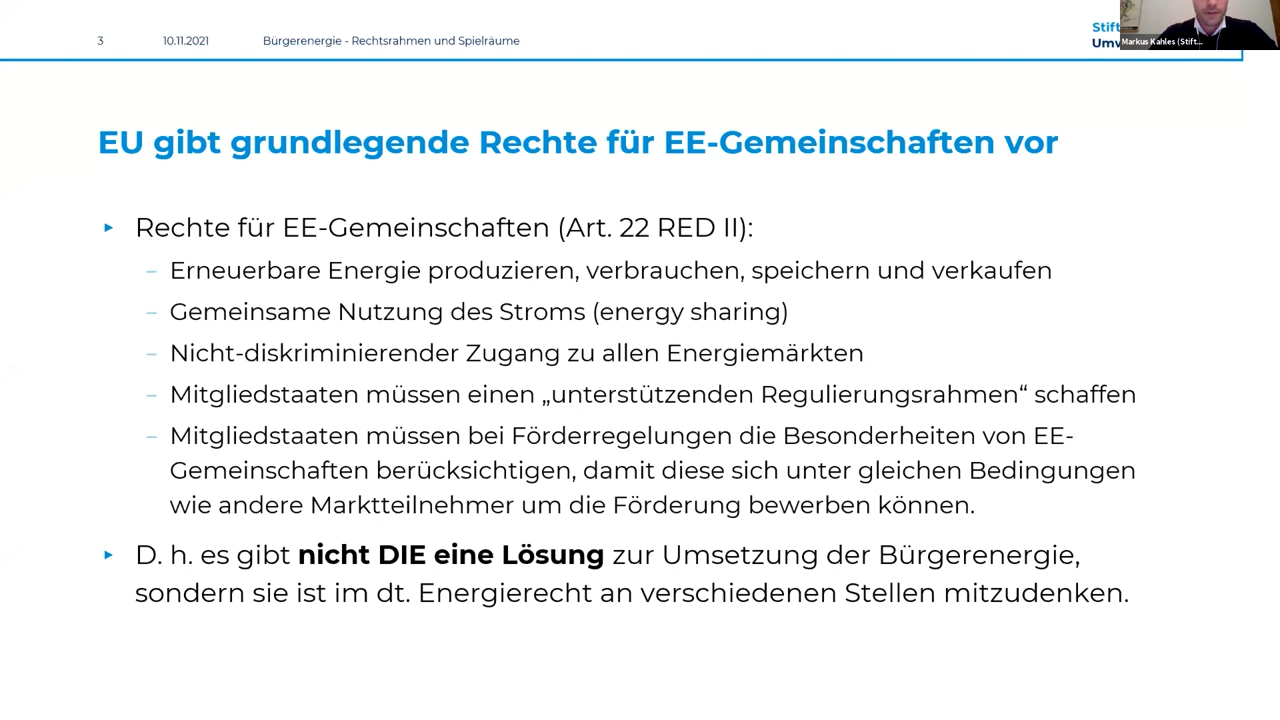 3
10.11.2021
Bürgerenergie - Rechtsrahmen und Spielräume
Markus Kahles (Stift...
EU gibt grundlegende Rechte für EE-Gemeinschaften vor
▸ Rechte für EE-Gemeinschaften (Art. 22 RED II):
– Erneuerbare Energie produzieren, verbrauchen, speichern und verkaufen
– Gemeinsame Nutzung des Stroms (energy sharing)
– Nicht-diskriminierender Zugang zu allen Energiemärkten
– Mitgliedstaaten müssen einen „unterstützenden Regulierungsrahmen“ schaffen
– Mitgliedstaaten müssen bei Förderregelungen die Besonderheiten von EE-
Gemeinschaften berücksichtigen, damit diese sich unter gleichen Bedingungen
wie andere Marktteilnehmer um die Förderung bewerben können.
▸ D. h. es gibt nicht DIE eine Lösung zur Umsetzung der Bürgerenergie,
sondern sie ist im dt. Energierecht an verschiedenen Stellen mitzudenken.